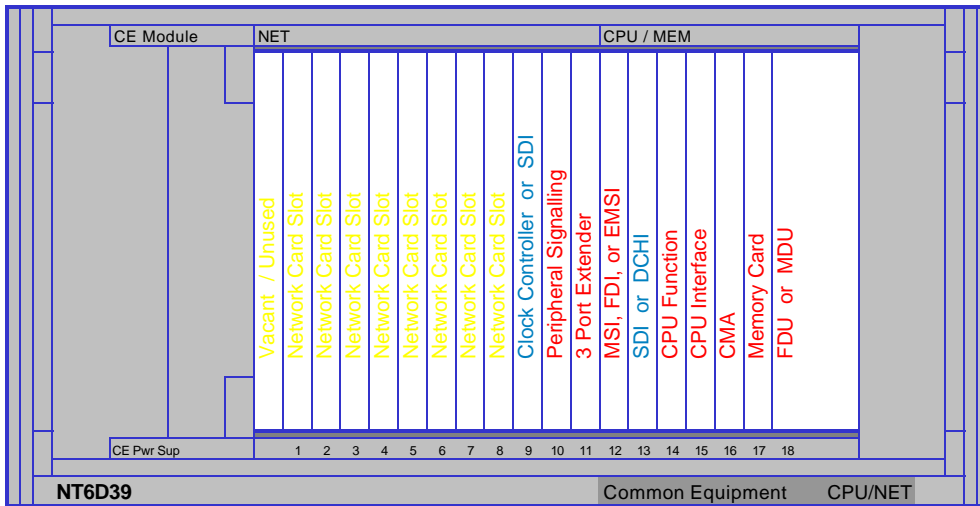 CE Module
NET
CPU / MEM
Vacant / Unused
Network Card Slot
Network Card Slot
Network Card Slot
Network Card Slot
Network Card Slot
Network Card Slot
Network Card Slot
Network Card Slot
Clock Controller or SDI
Peripheral Signalling
3 Port Extender
MSI, FDI, or EMSI
SDI or DCHI
CPU Function
CPU Interface
CMA
Memory Card
FDU or MDU
CE Pwr Sup
1 2 3 4 5 6 7 8 9 10 11 12 13 14 15 16 17 18
NT6D39
Common Equipment CPU/NET